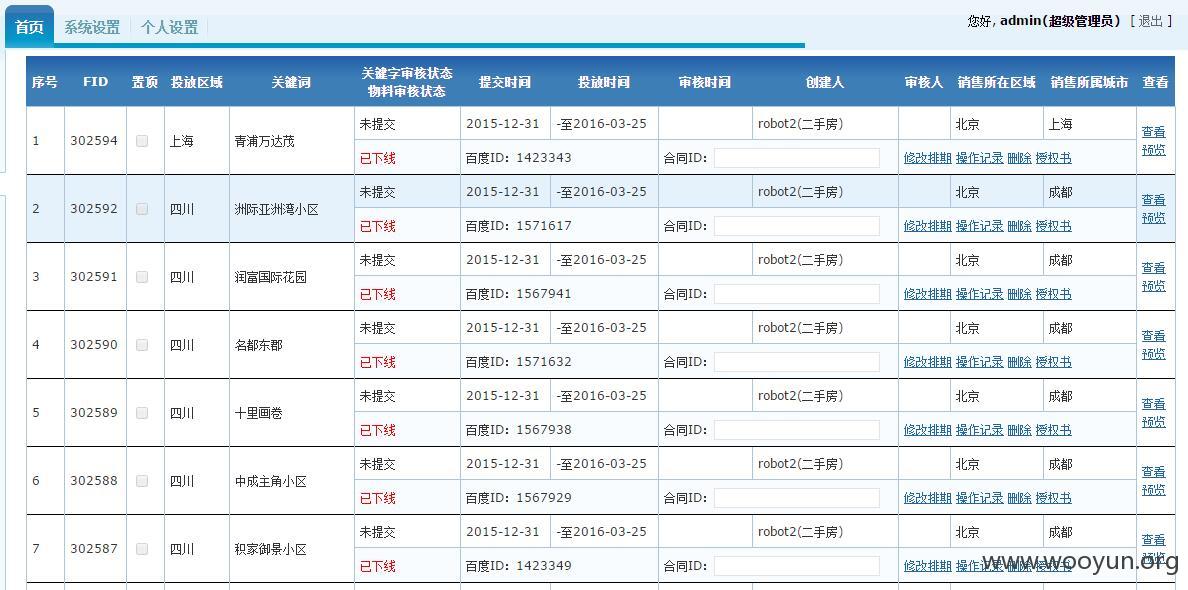 首页 系统设置 个人设置 您好, admin(超级管理员) [ 退出 ]
序号 FID 置顶 投放区域 关键词 关键字审核状态 提交时间 投放时间 审核时间 创建人 审核人 销售所在区域 销售所属城市 查看
物料审核状态
1 302594 上海 青浦万达茂 未提交 2015-12-31 -至2016-03-25 robot2(二手房) 北京 上海 查看
已下线 百度ID: 1423343 合同ID: 修改排期 操作记录 删除 授权书 预览
2 302592 四川 洲际亚洲湾小区 未提交 2015-12-31 -至2016-03-25 robot2(二手房) 北京 成都 查看
已下线 百度ID: 1571617 合同ID: 修改排期 操作记录 删除 授权书 预览
3 302591 四川 润富国际花园 未提交 2015-12-31 -至2016-03-25 robot2(二手房) 北京 成都 查看
已下线 百度ID: 1567941 合同ID: 修改排期 操作记录 删除 授权书 预览
4 302590 四川 名都东郡 未提交 2015-12-31 -至2016-03-25 robot2(二手房) 北京 成都 查看
已下线 百度ID: 1571632 合同ID: 修改排期 操作记录 删除 授权书 预览
5 302589 四川 十里画卷 未提交 2015-12-31 -至2016-03-25 robot2(二手房) 北京 成都 查看
已下线 百度ID: 1567938 合同ID: 修改排期 操作记录 删除 授权书 预览
6 302588 四川 中成主角小区 未提交 2015-12-31 -至2016-03-25 robot2(二手房) 北京 成都 查看
已下线 百度ID: 1567929 合同ID: 修改排期 操作记录 删除 授权书 预览
7 302587 四川 积家御景小区 未提交 2015-12-31 -至2016-03-25 robot2(二手房) 北京 成都 查看
已下线 百度ID: 1423349 合同ID: 修改排期 操作记录 删除 授权书 预览
www.wooyun.org